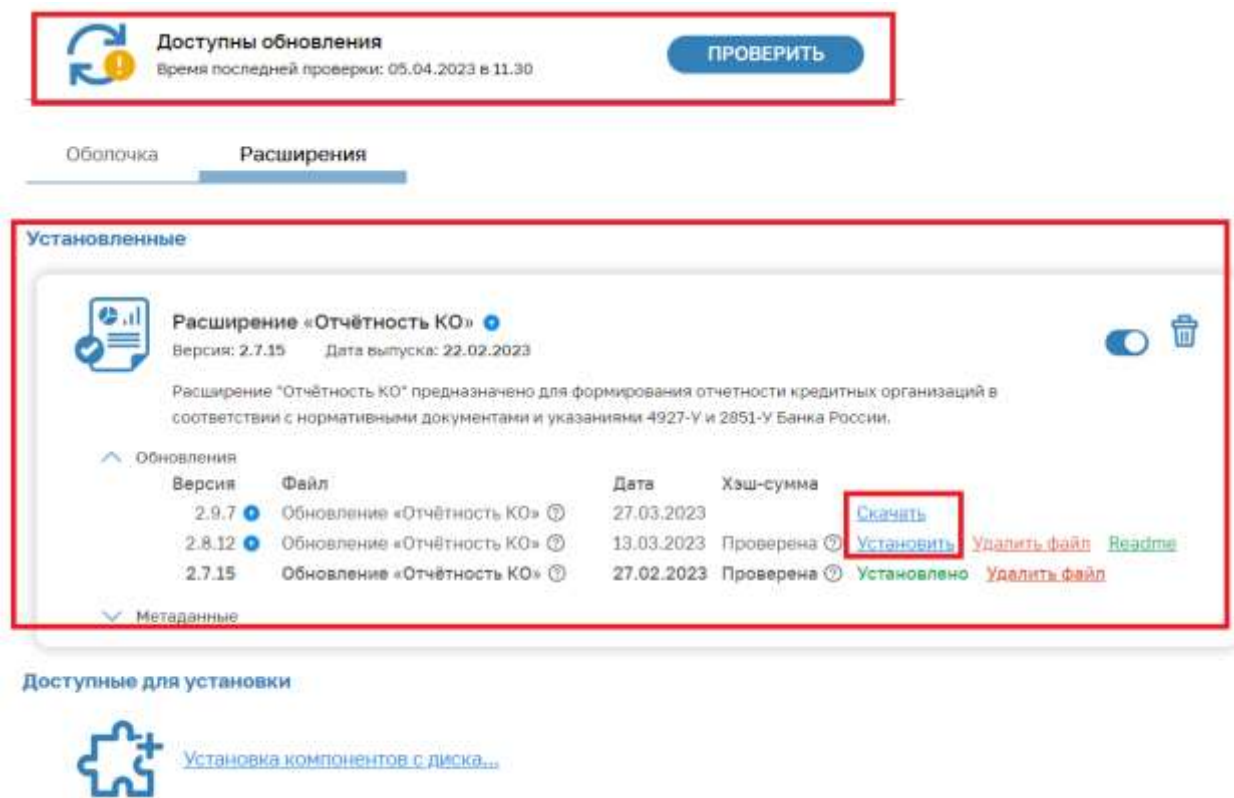 Доступны обновления
Время последней проверки: 05.04.2023 в 11.30
ПРОВЕРИТЬ
Оболочка Расширения
Установленные
Расширение «Отчётность КО»
Версия: 2.7.15 Дата выпуска: 22.02.2023
Расширение "Отчётность КО" предназначено для формирования отчетности кредитных организаций в
соответствии с нормативными документами и указаниями 4927-У и 2851-У Банка России.
Обновления
Версия Файл Дата Хэш-сумма
2.9.7 Обновление «Отчётность КО» ? 27.03.2023 Скачать
2.8.12 Обновление «Отчётность КО» ? 13.03.2023 Проверена ? Установить Удалить файл Readme
2.7.15 Обновление «Отчётность КО» ? 27.02.2023 Проверена ? Установлено Удалить файл
Метаданные
Доступные для установки
Установка компонентов с диска...